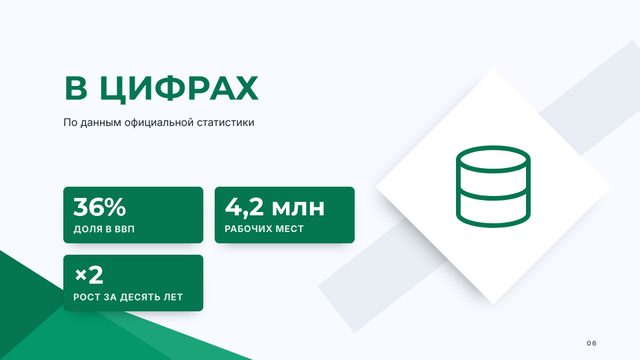 В ЦИФРАХ
По данным официальной статистики
36%
ДОЛЯ В ВВП
4,2 млн
РАБОЧИХ МЕСТ
×2
РОСТ ЗА ДЕСЯТЬ ЛЕТ
06